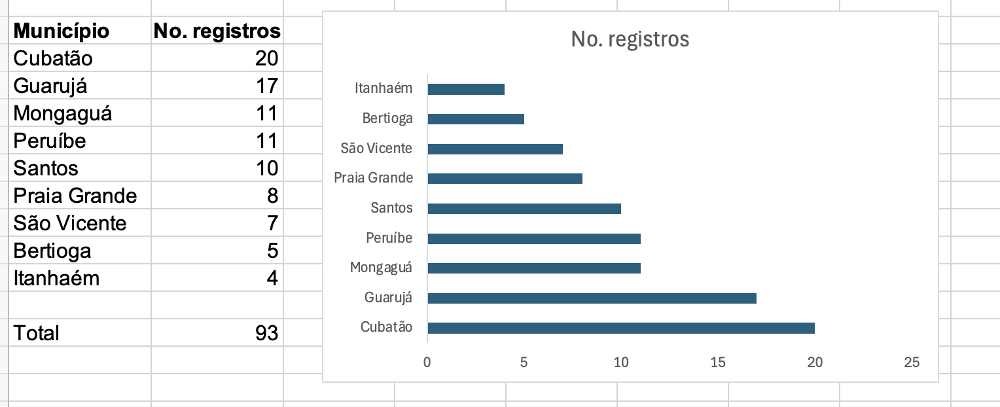 Município No. registros
Cubatão 20
Guarujá 17
Mongaguá 11
Peruíbe 11
Santos 10
Praia Grande 8
São Vicente 7
Bertioga 5
Itanhaém 4
Total 93
No. registros
Itanhaém
Bertioga
São Vicente
Praia Grande
Santos
Peruíbe
Mongaguá
Guarujá
Cubatão
0 5 10 15 20 25